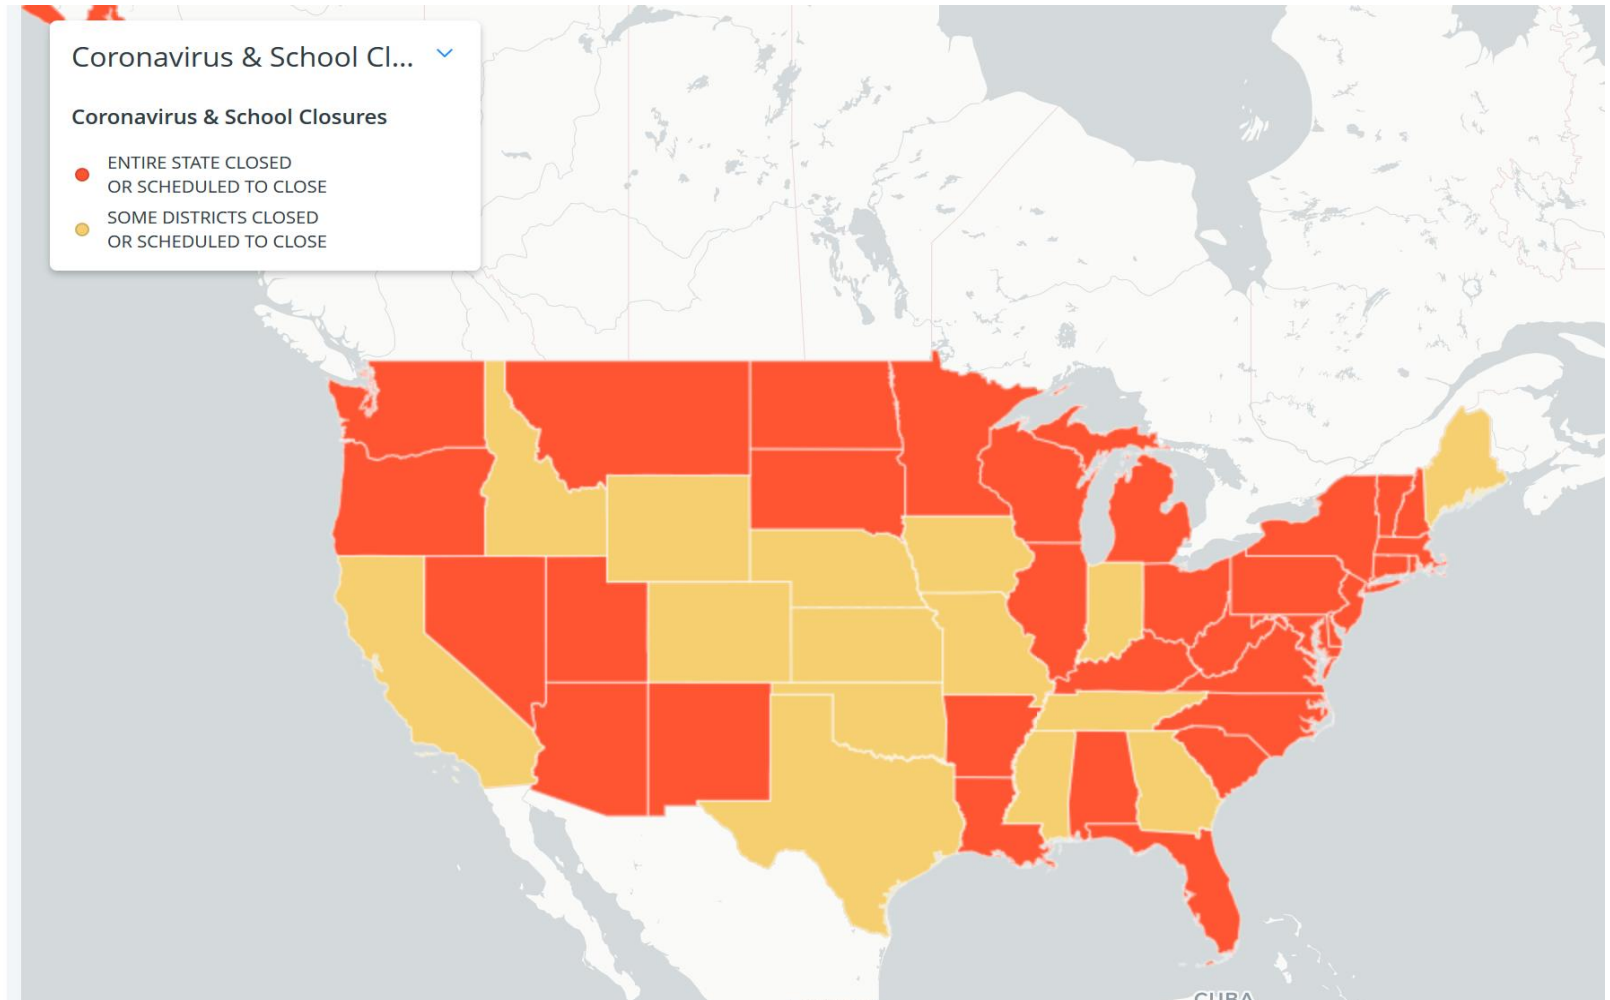 Coronavirus & School Cl...
Coronavirus & School Closures
ENTIRE STATE CLOSED
OR SCHEDULED TO CLOSE
SOME DISTRICTS CLOSED
OR SCHEDULED TO CLOSE
CUBA